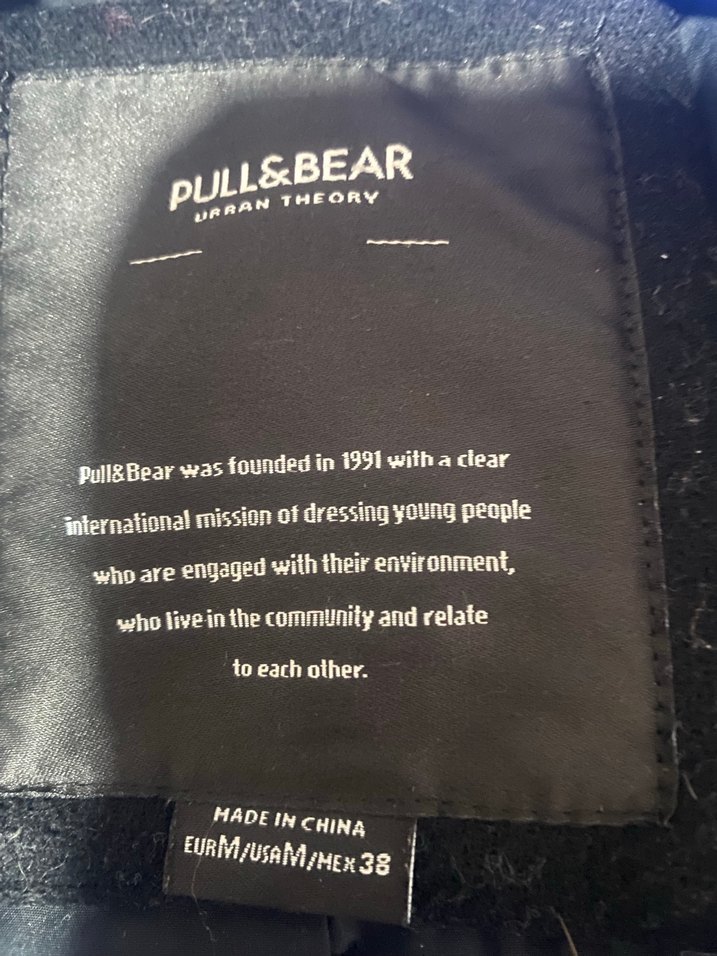 PULL&BEAR
URBAN THEORY
Pull&Bear was founded in 1991 with a clear
international mission of dressing young people
who are engaged with their environment,
who live in the community and relate
to each other.
MADE IN CHINA
EURM/USAM/MEX38